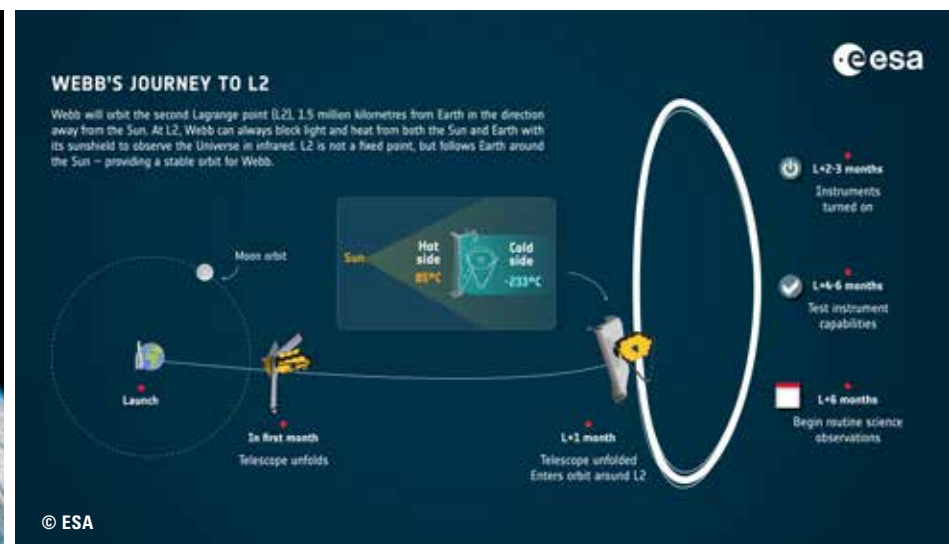 esa
WEBB'S JOURNEY TO L2
Webb will orbit the second Lagrange point (L2), 1.5 million kilometres from Earth in the direction
away from the Sun. At L2, Webb can always block light and heat from both the Sun and Earth with
its sunshield to observe the Universe in infrared. L2 is not a fixed point, but follows Earth around
the Sun – providing a stable orbit for Webb.
Moon orbit
Sun
Hot
side
85°C
Cold
side
-233°C
Launch
In first month
Telescope unfolds
L+1 month
Telescope unfolded
Enters orbit around L2
L+2-3 months
Instruments
turned on
L+4-6 months
Test instrument
capabilities
L+6 months
Begin routine science
observations
© ESA